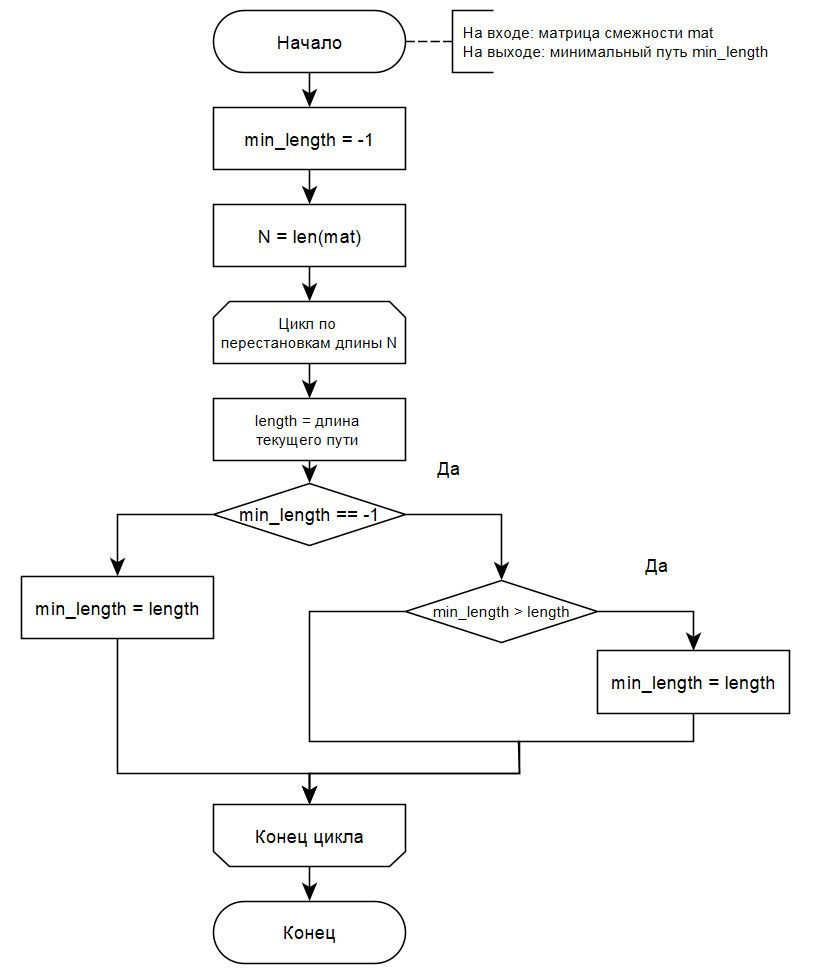 Начало
На входе: матрица смежности mat
На выходе: минимальный путь min_length
min_length = -1
N = len(mat)
Цикл по
перестановкам длины N
length = длина
текущего пути
Да
min_length == -1
Да
min_length = length
min_length > length
min_length = length
Конец цикла
Конец